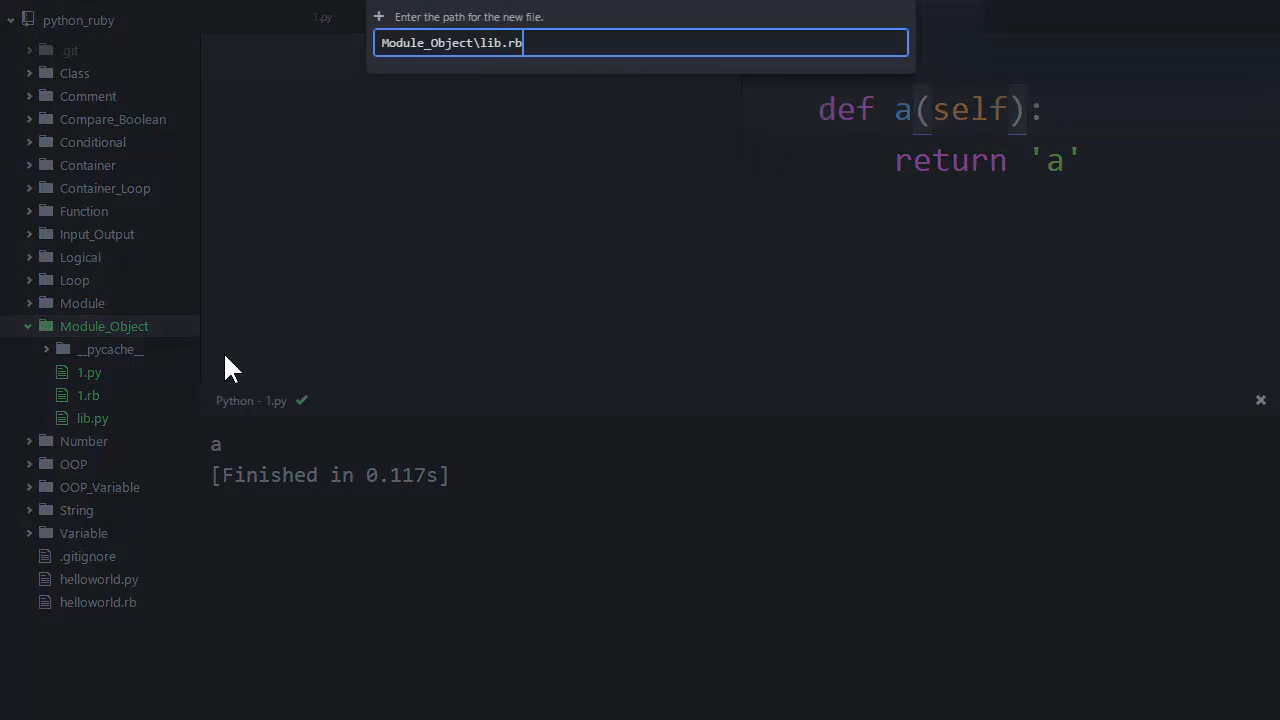 python_ruby
.git
Class
Comment
Compare_Boolean
Conditional
Container
Container_Loop
Function
Input_Output
Logical
Loop
Module
Module_Object
__pycache__
1.py
1.rb
lib.py
Number
OOP
OOP_Variable
String
Variable
.gitignore
helloworld.py
helloworld.rb
1.py
Enter the path for the new file.
Module_Object\lib.rb
def a(self):
return 'a'
Python - 1.py
a
[Finished in 0.117s]